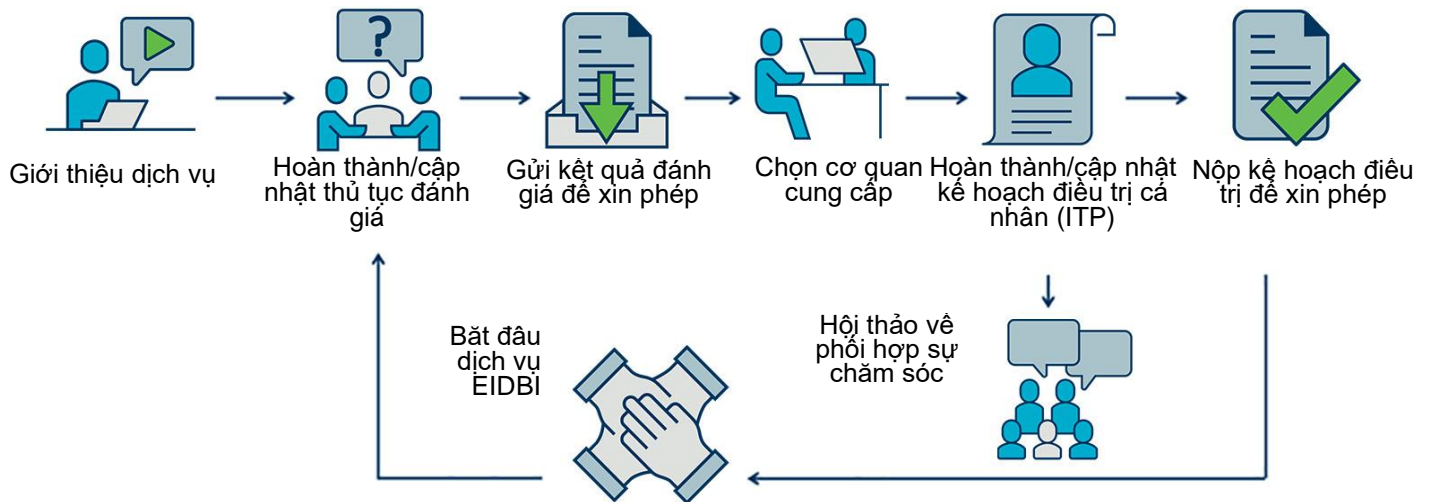 ?
Giới thiệu dịch vụ
Hoàn thành/cập
nhật thủ tục đánh
giá
Gửi kết quả đánh
giá để xin phép
Chọn cơ quan
cung cấp
Hoàn thành/cập nhật
kế hoạch điều trị cá
nhân (ITP)
Nộp kế hoạch điều
trị để xin phép
Bắt đầu
dịch vụ
EIDBI
Hội thảo về
phối hợp sự
chăm sóc